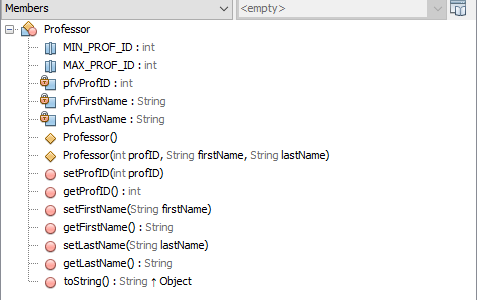 Members <empty>
Professor
MIN_PROF_ID : int
MAX_PROF_ID : int
pfvProfID : int
pfvFirstName : String
pfvLastName : String
Professor()
Professor(int profID, String firstName, String lastName)
setProfID(int profID)
getProfID() : int
setFirstName(String firstName)
getFirstName() : String
setLastName(String lastName)
getLastName() : String
toString() : String ↑ Object